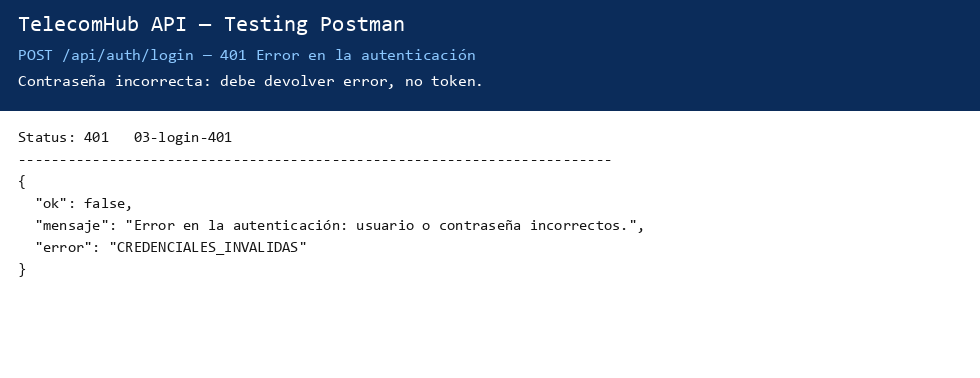 TelecomHub API — Testing Postman
POST /api/auth/login — 401 Error en la autenticación
Contraseña incorrecta: debe devolver error, no token.
Status: 401   03-login-401
------------------------------------------------------------------------
{
  "ok": false,
  "mensaje": "Error en la autenticación: usuario o contraseña incorrectos.",
  "error": "CREDENCIALES_INVALIDAS"
}